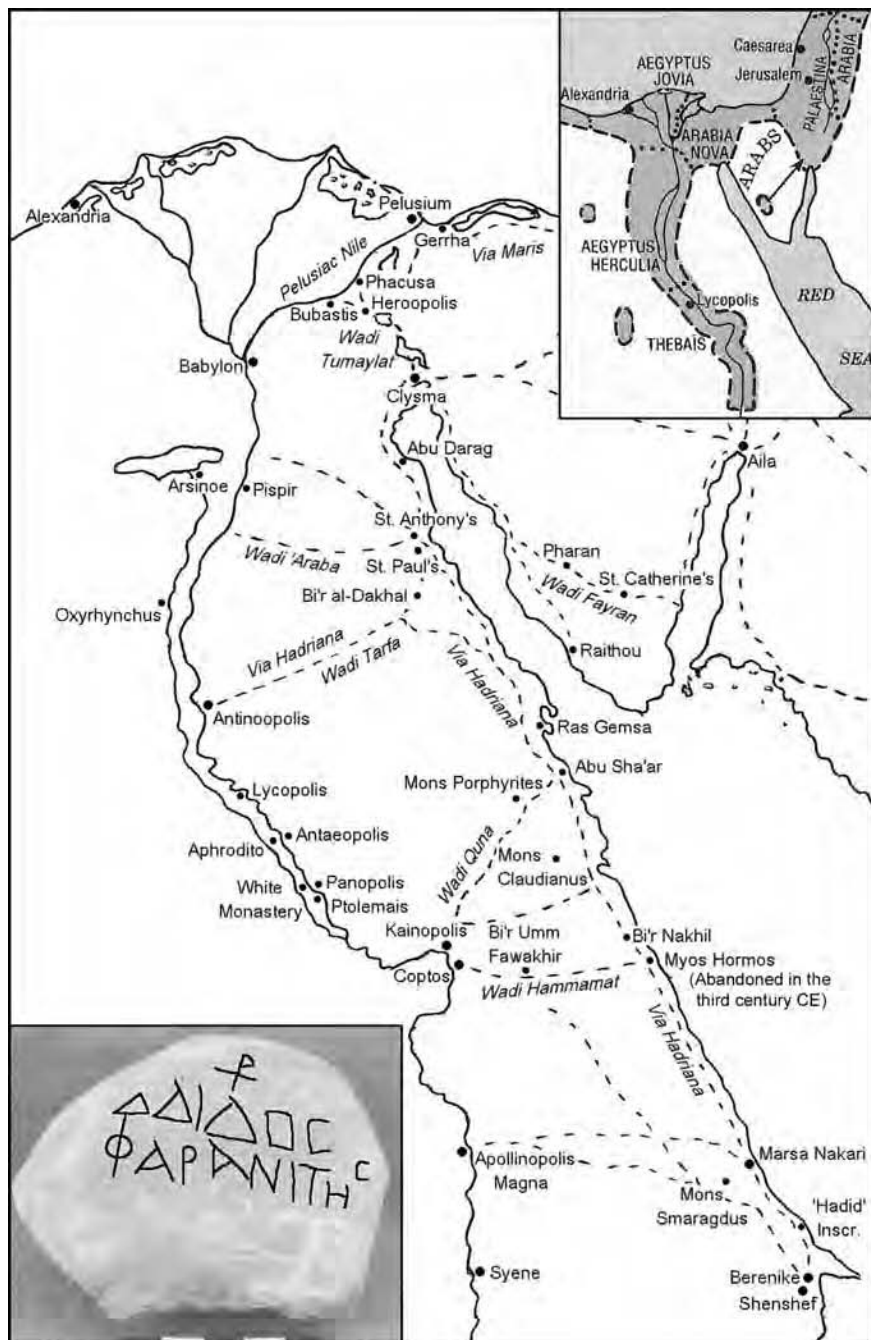 Caesarea
AEGYPTUS
JOVIA
Jerusalem
PALAESTINA
ARABIA
Alexandria
ARABIA
NOVA
ARABS
AEGYPTUS
HERCULIA
Lycopolis
RED
SEA
THEBAIS
Alexandria
Pelusium
Gerrha
Via Maris
Pelusiac Nile
Phacusa
Heroopolis
Bubastis
Wadi
Tumaylat
Babylon
Clysma
Abu Darag
Aila
Arsinoe
Pispir
St. Anthony's
Wadi 'Araba
St. Paul's
Pharan
St. Catherine's
Wadi Fayran
Bi'r al-Dakhal
Oxyrhynchus
Via Hadriana
Wadi Tarfa
Raithou
Via Hadriana
Antinoopolis
Ras Gemsa
Abu Sha'ar
Lycopolis
Mons Porphyrites
Antaeopolis
Aphrodito
Wadi Quna
Mons
Claudianus
White
Monastery
Panopolis
Ptolemais
Kainopolis
Bi'r Umm
Fawakhir
Bi'r Nakhil
Coptos
Myos Hormos
(Abandoned in the
third century CE)
Wadi Hammamat
Via Hadriana
⳨
ΦΑΡΑΝΙΤΗC
Apollinopolis
Magna
Marsa Nakari
Mons
Smaragdus
'Hadid'
Inscr.
Syene
Berenike
Shenshef